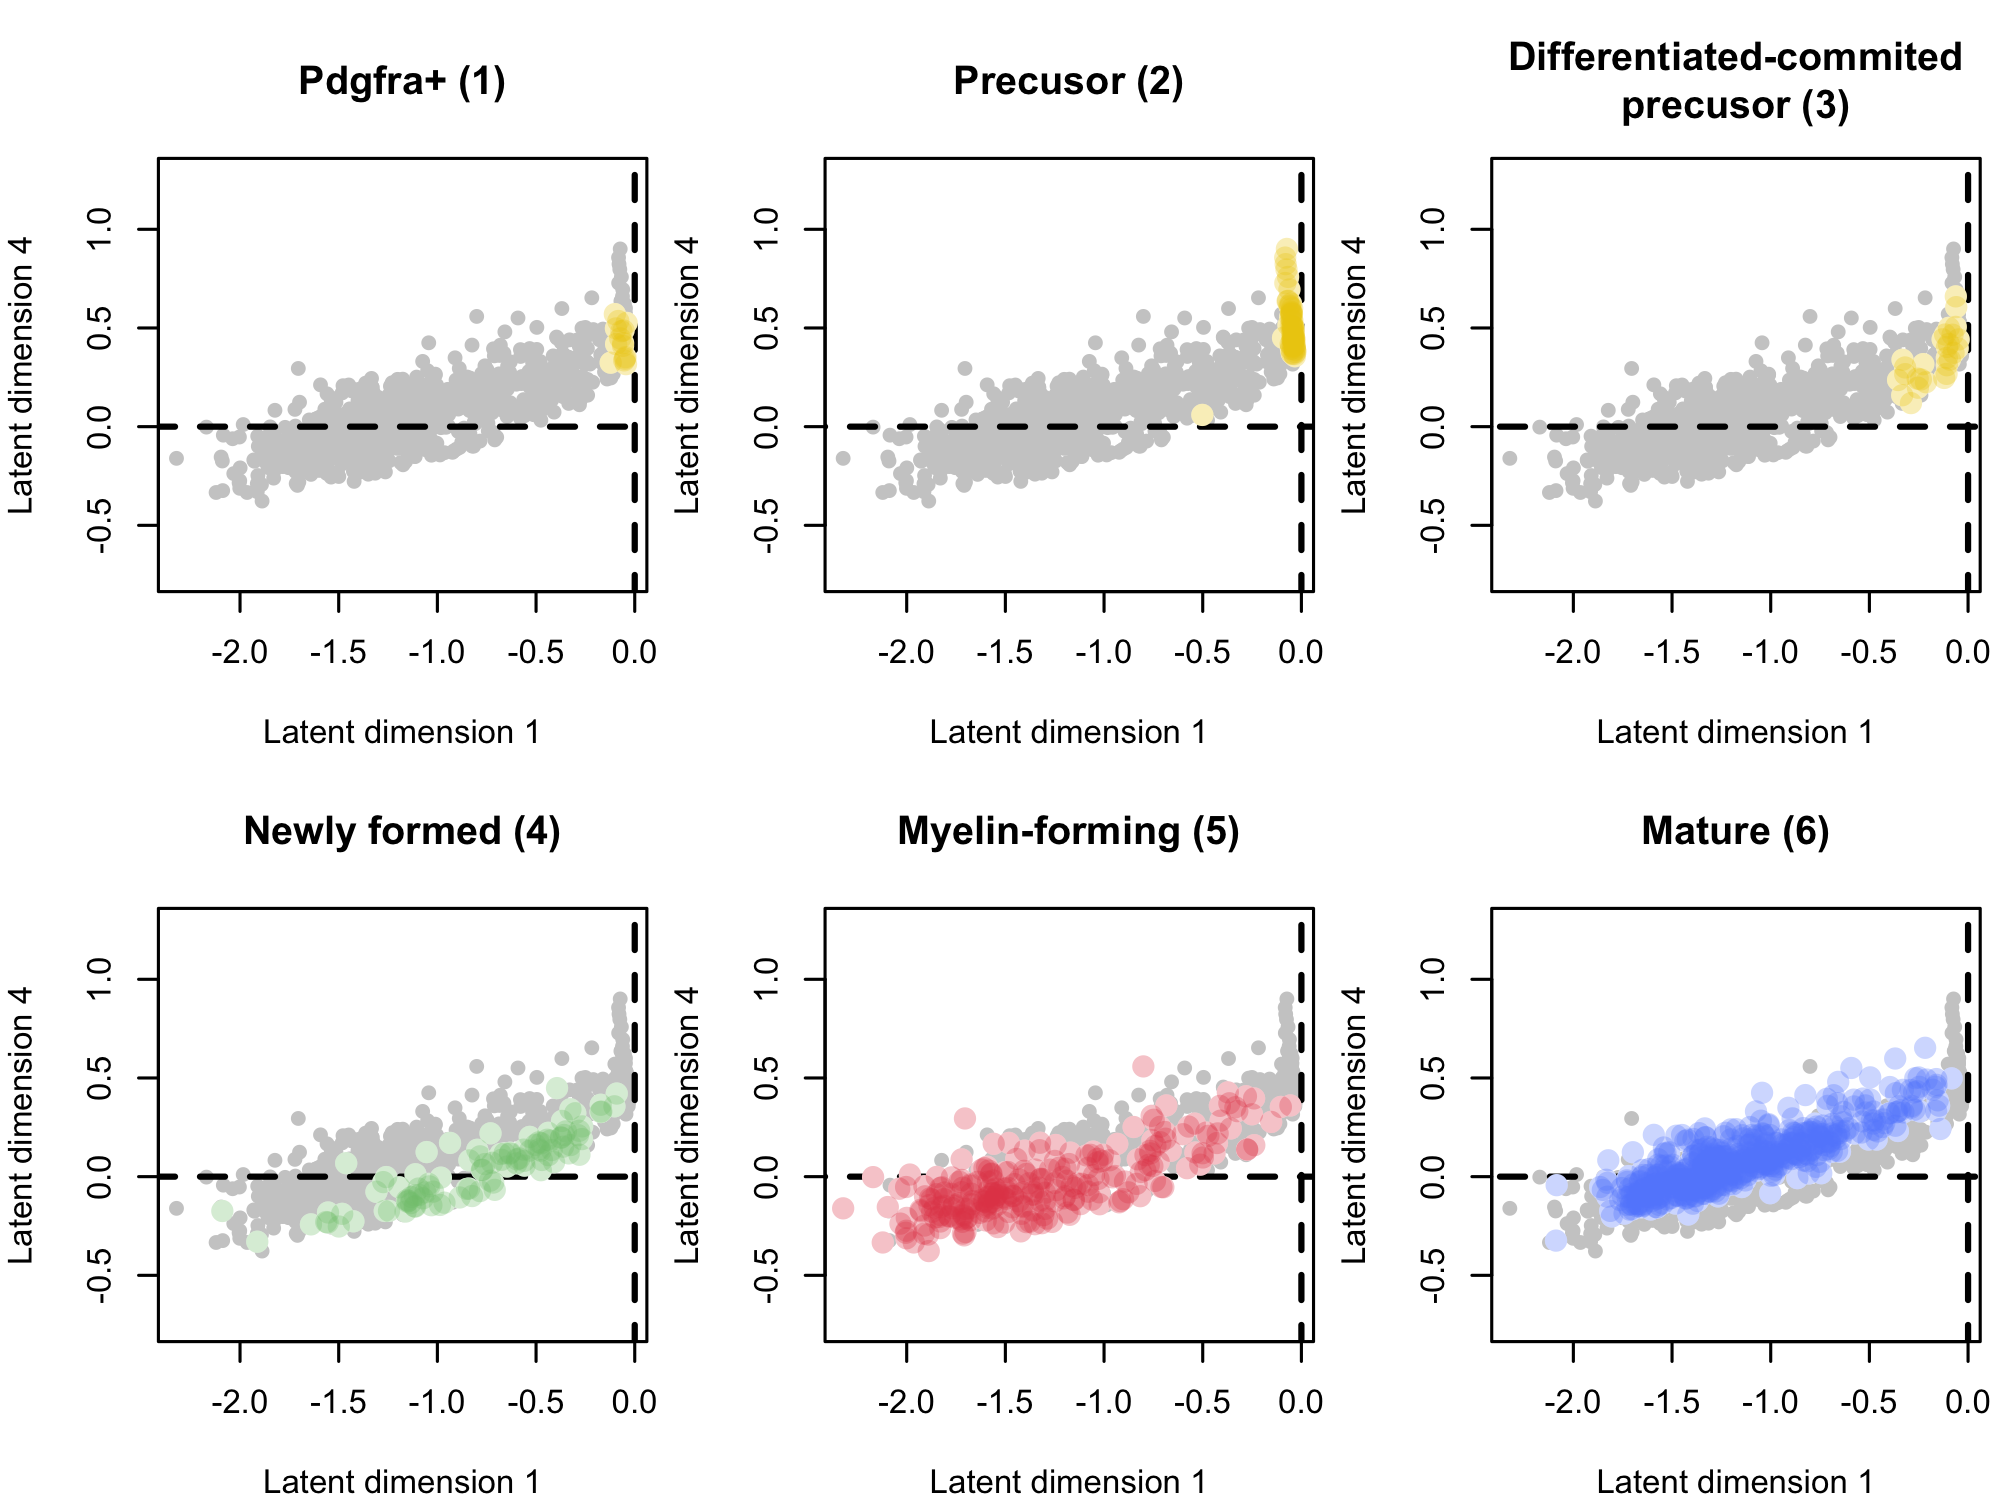 Pdgfra+ (1)
Latent dimension 4
1.0
0.5
0.0
-0.5
-2.0 -1.5 -1.0 -0.5 0.0
Latent dimension 1
Precusor (2)
Latent dimension 4
1.0
0.5
0.0
-0.5
-2.0 -1.5 -1.0 -0.5 0.0
Latent dimension 1
Differentiated-commited
precusor (3)
Latent dimension 4
1.0
0.5
0.0
-0.5
-2.0 -1.5 -1.0 -0.5 0.0
Latent dimension 1
Newly formed (4)
Latent dimension 4
1.0
0.5
0.0
-0.5
-2.0 -1.5 -1.0 -0.5 0.0
Latent dimension 1
Myelin-forming (5)
Latent dimension 4
1.0
0.5
0.0
-0.5
-2.0 -1.5 -1.0 -0.5 0.0
Latent dimension 1
Mature (6)
Latent dimension 4
1.0
0.5
0.0
-0.5
-2.0 -1.5 -1.0 -0.5 0.0
Latent dimension 1